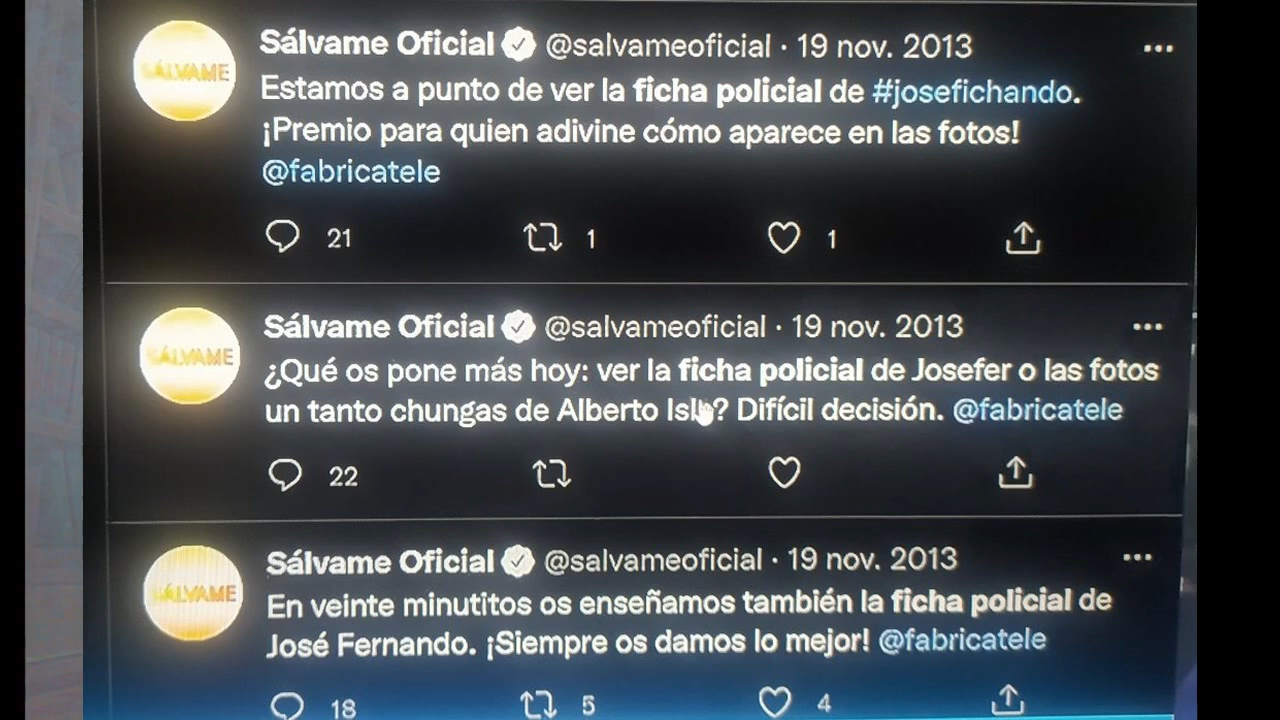 Sálvame Oficial @salvameoficial · 19 nov. 2013
SÁLVAME
Estamos a punto de ver la ficha policial de #josefichando.
¡Premio para quien adivine cómo aparece en las fotos!
@fabricatele
21 1 1
Sálvame Oficial @salvameoficial · 19 nov. 2013
SÁLVAME
¿Qué os pone más hoy: ver la ficha policial de Josefer o las fotos
un tanto chungas de Alberto Isla? Difícil decisión. @fabricatele
22
Sálvame Oficial @salvameoficial · 19 nov. 2013
SÁLVAME
En veinte minutitos os enseñamos también la ficha policial de
José Fernando. ¡Siempre os damos lo mejor! @fabricatele
18 5 4